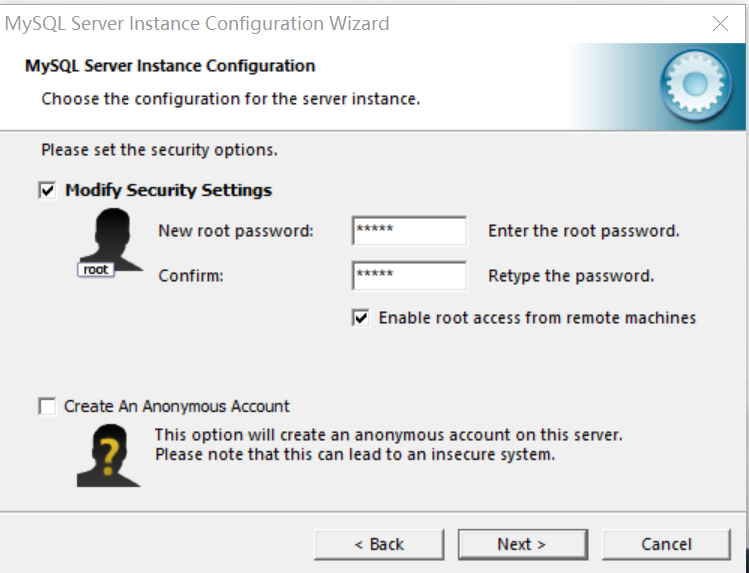 MySQL Server Instance Configuration Wizard
MySQL Server Instance Configuration
Choose the configuration for the server instance.
Please set the security options.
Modify Security Settings
New root password: ***** Enter the root password.
root
Confirm: ***** Retype the password.
Enable root access from remote machines
Create An Anonymous Account
?
This option will create an anonymous account on this server.
Please note that this can lead to an insecure system.
< Back Next > Cancel